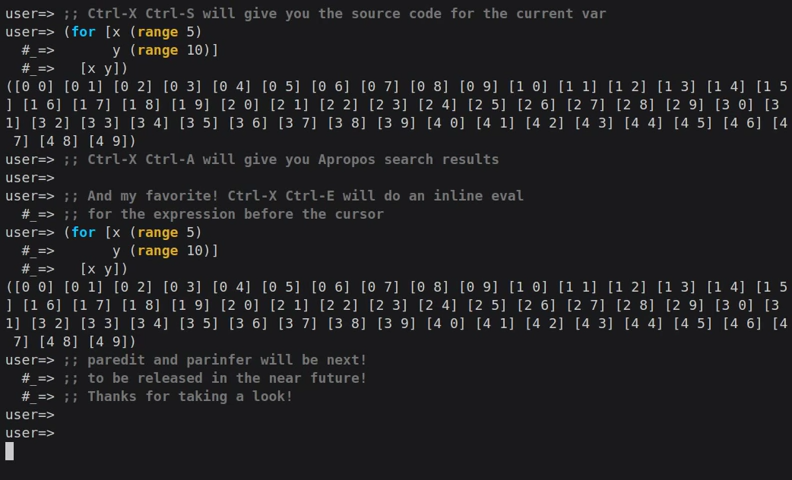 user=> ;; Ctrl-X Ctrl-S will give you the source code for the current var
user=> (for [x (range 5)
  #_=>       y (range 10)]
  #_=>   [x y])
([0 0] [0 1] [0 2] [0 3] [0 4] [0 5] [0 6] [0 7] [0 8] [0 9] [1 0] [1 1] [1 2] [1 3] [1 4] [1 5
] [1 6] [1 7] [1 8] [1 9] [2 0] [2 1] [2 2] [2 3] [2 4] [2 5] [2 6] [2 7] [2 8] [2 9] [3 0] [3
1] [3 2] [3 3] [3 4] [3 5] [3 6] [3 7] [3 8] [3 9] [4 0] [4 1] [4 2] [4 3] [4 4] [4 5] [4 6] [4
 7] [4 8] [4 9])
user=> ;; Ctrl-X Ctrl-A will give you Apropos search results
user=>
user=> ;; And my favorite! Ctrl-X Ctrl-E will do an inline eval
  #_=> ;; for the expression before the cursor
user=> (for [x (range 5)
  #_=>       y (range 10)]
  #_=>   [x y])
([0 0] [0 1] [0 2] [0 3] [0 4] [0 5] [0 6] [0 7] [0 8] [0 9] [1 0] [1 1] [1 2] [1 3] [1 4] [1 5
] [1 6] [1 7] [1 8] [1 9] [2 0] [2 1] [2 2] [2 3] [2 4] [2 5] [2 6] [2 7] [2 8] [2 9] [3 0] [3
1] [3 2] [3 3] [3 4] [3 5] [3 6] [3 7] [3 8] [3 9] [4 0] [4 1] [4 2] [4 3] [4 4] [4 5] [4 6] [4
 7] [4 8] [4 9])
user=> ;; paredit and parinfer will be next!
  #_=> ;; to be released in the near future!
  #_=> ;; Thanks for taking a look!
user=>
user=>